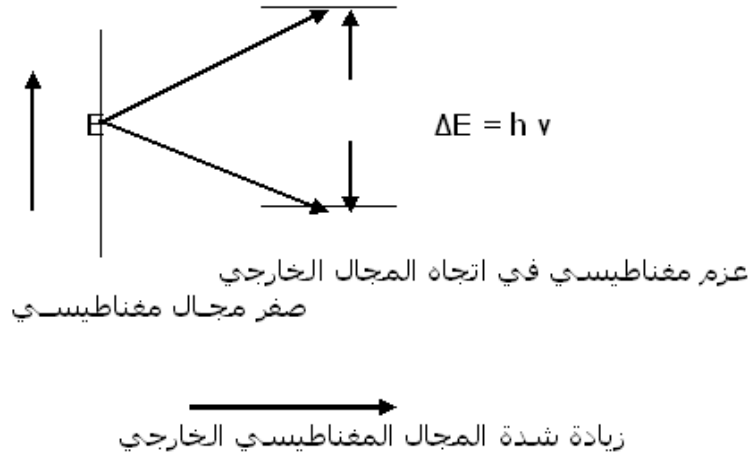 E
ΔE = h v
عزم مغناطيسي في اتجاه المجال الخارجي
صفر مجال مغناطيسي
زيادة شدة المجال المغناطيسي الخارجي